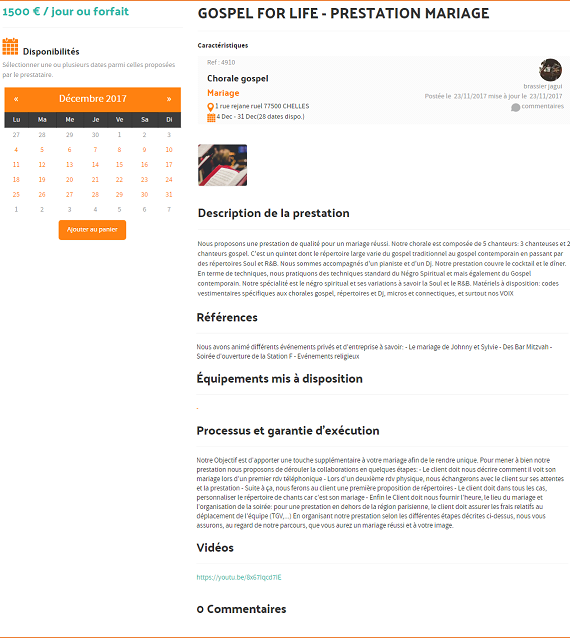 1500 € / jour ou forfait
Disponibilités
Sélectionner une ou plusieurs dates parmi celles proposées
par le prestataire.
« Décembre 2017 »
Lu Ma Me Je Ve Sa Di
27 28 29 30 1 2 3
4 5 6 7 8 9 10
11 12 13 14 15 16 17
18 19 20 21 22 23 24
25 26 27 28 29 30 31
1 2 3 4 5 6 7
Ajouter au panier
GOSPEL FOR LIFE - PRESTATION MARIAGE
Caractéristiques
Ref : 4910
Chorale gospel
Mariage
1 rue rejane ruel 77500 CHELLES
4 Dec - 31 Dec(28 dates dispo.)
brassier jagui
Postée le 23/11/2017 mise à jour le 23/11/2017
commentaires
Description de la prestation
Nous proposons une prestation de qualité pour un mariage réussi. Notre chorale est composée de 5 chanteurs: 3 chanteuses et 2
chanteurs gospel. C'est un quintet dont le répertoire large varie du gospel traditionnel au gospel contemporain en passant par
des répertoires Soul et R&B. Nous sommes accompagnés d'un pianiste et d'un Dj. Notre prestation couvre le cocktail et le dîner.
En terme de techniques, nous pratiquons des techniques standard du Négro Spiritual et mais également du Gospel
contemporain. Notre spécialité est le négro spiritual et ses variations à savoir la Soul et le R&B. Matériels à disposition: codes
vestimentaires spécifiques aux chorales gospel, répertoires et Dj, micros et connectiques, et surtout nos VOIX
Références
Nous avons animé différents événements privés et d'entreprise à savoir: - Le mariage de Johnny et Sylvie - Des Bar Mitzvah -
Soirée d'ouverture de la Station F - Evénements religieux
Équipements mis à disposition
-
Processus et garantie d'exécution
Notre Objectif est d'apporter une touche supplémentaire à votre mariage afin de le rendre unique. Pour mener à bien notre
prestation nous proposons de dérouler la collaborations en quelques étapes: - Le client doit nous décrire comment il voit son
mariage lors d'un premier rdv téléphonique - Lors d'un deuxième rdv physique, nous échangerons avec le client sur ses attentes
et la prestation - Suite à ça, nous ferons au client une première proposition de répertoires - Le client doit dans tous les cas,
personnaliser le répertoire de chants car c'est son mariage - Enfin le Client doit nous fournir l'heure, le lieu du mariage et
l'organisation de la soirée: pour une prestation en dehors de la région parisienne, le client doit assurer les frais relatifs au
déplacement de l'équipe (TGV,...) En organisant notre prestation selon les différentes étapes décrites ci-dessus, nous vous
assurons, au regard de notre parcours, que vous aurez un mariage réussi et à votre image.
Vidéos
https://youtu.be/8x67lqcd7lE
0 Commentaires